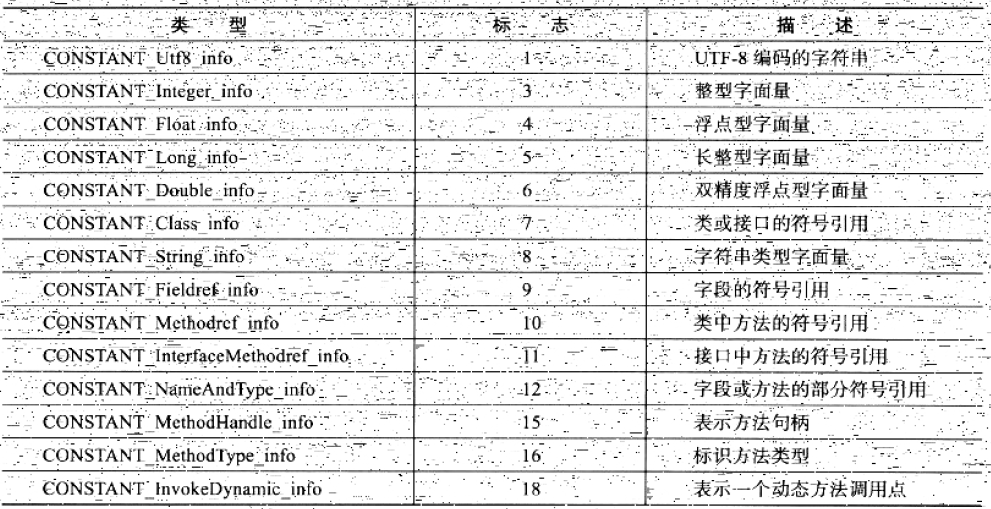 类 型 标 志 描 述
CONSTANT_Utf8_info 1 UTF-8 编码的字符串
CONSTANT_Integer_info 3 整型字面量
CONSTANT_Float_info 4 浮点型字面量
CONSTANT_Long_info 5 长整型字面量
CONSTANT_Double_info 6 双精度浮点型字面量
CONSTANT_Class_info 7 类或接口的符号引用
CONSTANT_String_info 8 字符串类型字面量
CONSTANT_Fieldref_info 9 字段的符号引用
CONSTANT_Methodref_info 10 类中方法的符号引用
CONSTANT_InterfaceMethodref_info 11 接口中方法的符号引用
CONSTANT_NameAndType_info 12 字段或方法的部分符号引用
CONSTANT_MethodHandle_info 15 表示方法句柄
CONSTANT_MethodType_info 16 标识方法类型
CONSTANT_InvokeDynamic_info 18 表示一个动态方法调用点